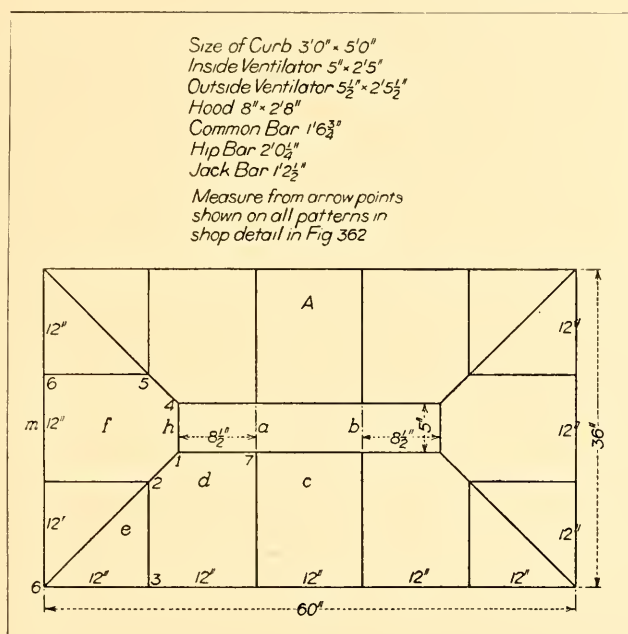 Size of Curb 3'0" × 5'0"
Inside Ventilator 5" × 2'5"
Outside Ventilator 5½" × 2'5½"
Hood 8" × 2'8"
Common Bar 1'6¾"
Hip Bar 2'0¼"
Jack Bar 1'2½"
Measure from arrow points
shown on all patterns in
shop detail in Fig 362
A
12" 12"
6 5
4
m 12" f h 8½" a b 8½" 5" 12" 36"
1 7
2 d c
12' e 12"
6 12" 3 12" 12" 12" 12"
60"